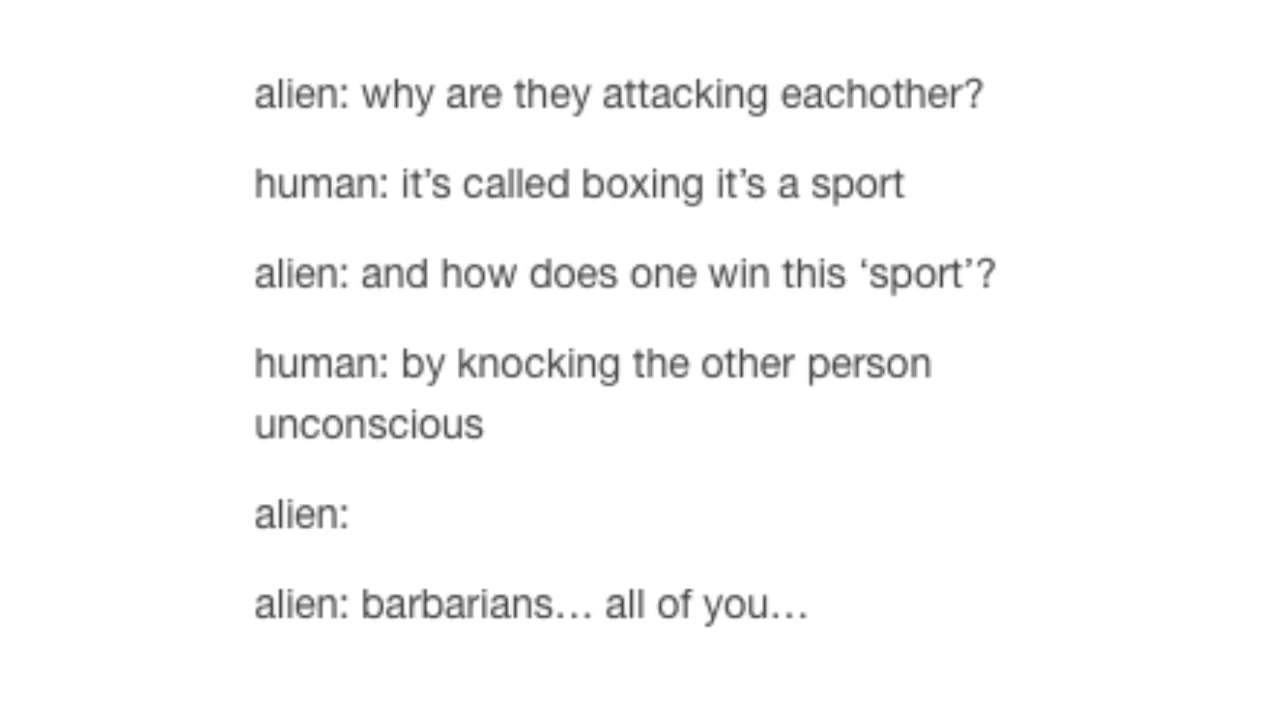 alien: why are they attacking eachother?
human: it’s called boxing it’s a sport
alien: and how does one win this ‘sport’?
human: by knocking the other person
unconscious
alien:
alien: barbarians… all of you…